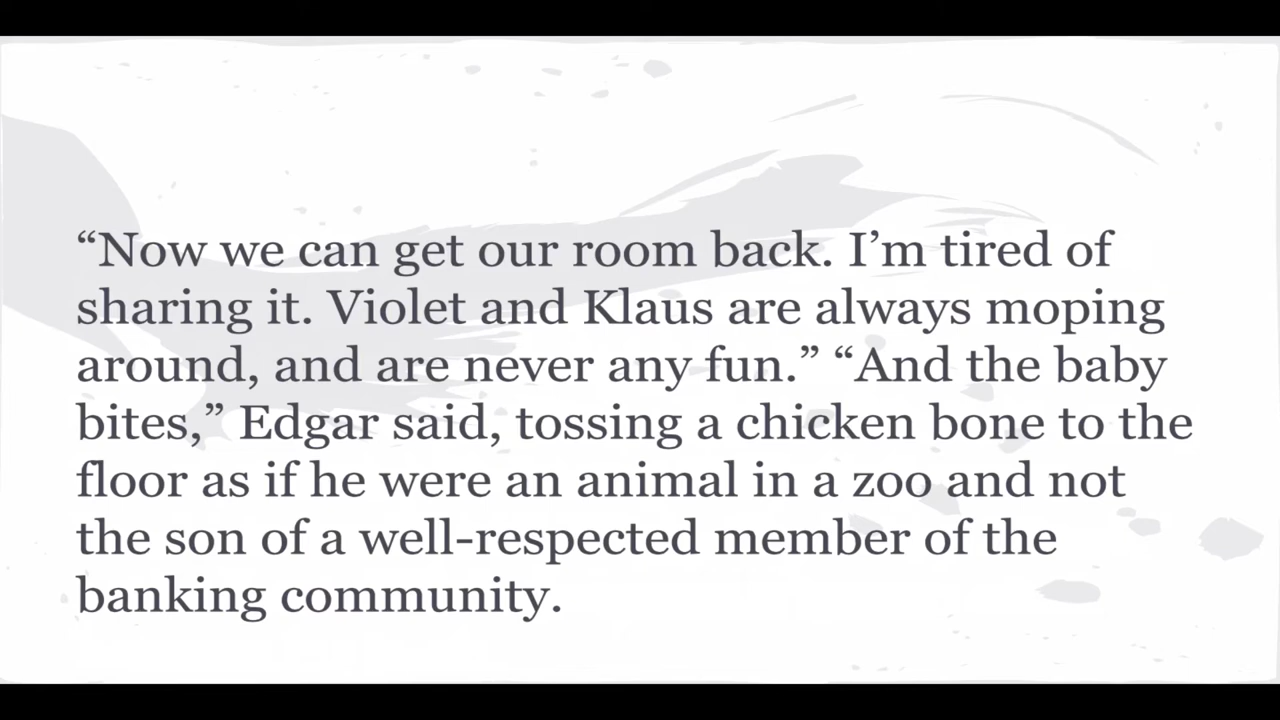 “Now we can get our room back. I’m tired of
sharing it. Violet and Klaus are always moping
around, and are never any fun.” “And the baby
bites,” Edgar said, tossing a chicken bone to the
floor as if he were an animal in a zoo and not
the son of a well-respected member of the
banking community.